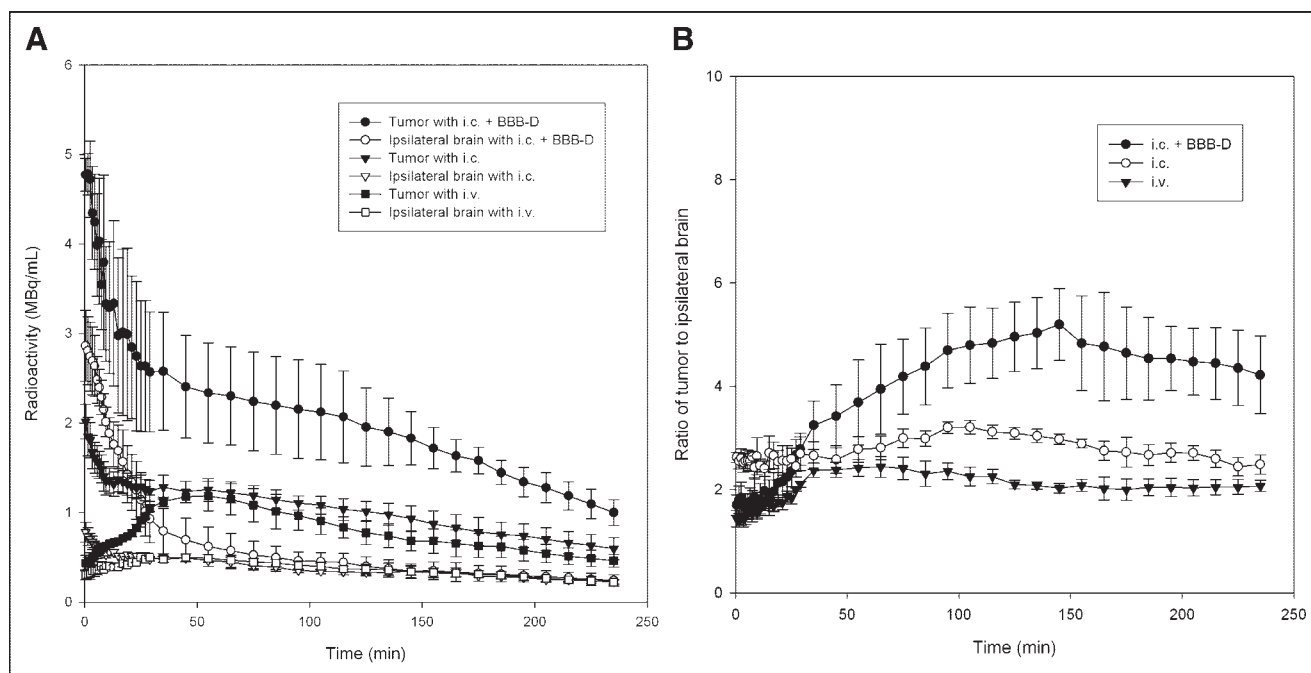 A
Radioactivity (MBq/mL)
6
5
4
3
2
1
0
Tumor with i.c. + BBB-D
Ipsilateral brain with i.c. + BBB-D
Tumor with i.c.
Ipsilateral brain with i.c.
Tumor with i.v.
Ipsilateral brain with i.v.
0 50 100 150 200 250
Time (min)
B
Ratio of tumor to ipsilateral brain
10
8
6
4
2
0
i.c. + BBB-D
i.c.
i.v.
0 50 100 150 200 250
Time (min)